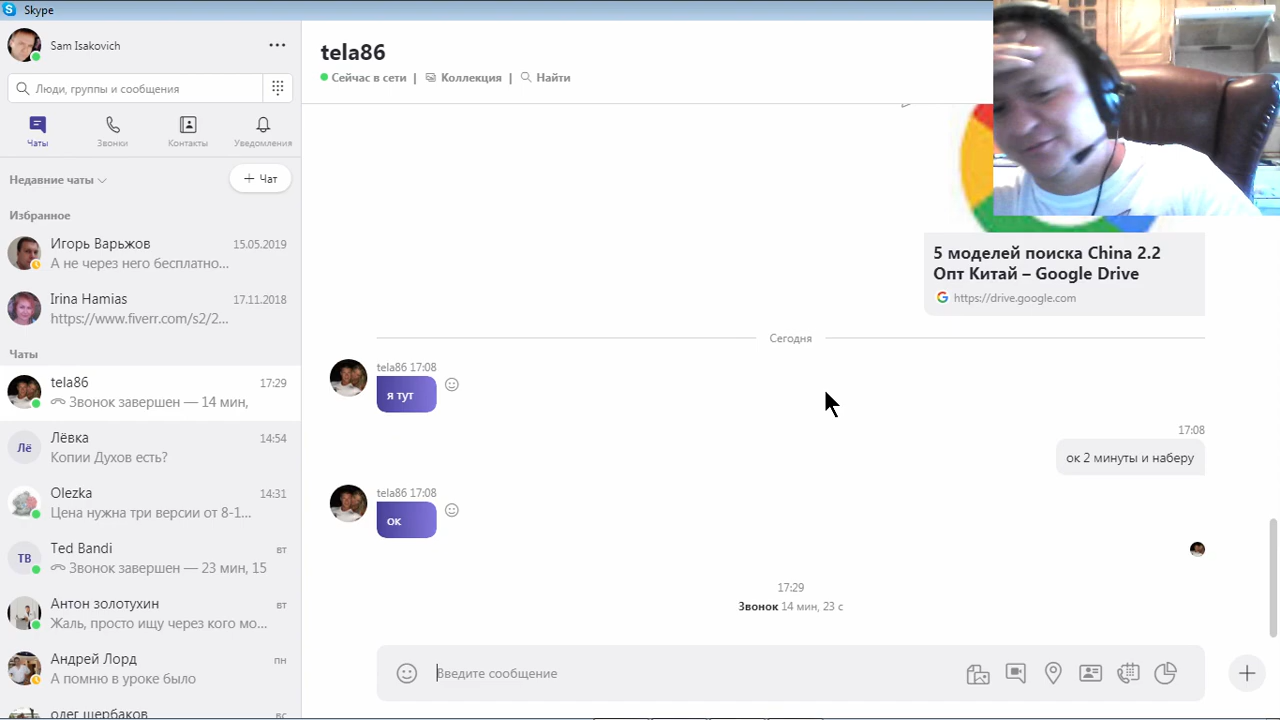 Skype
Sam Isakovich
Люди, группы и сообщения
Чаты
Звонки
Контакты
Уведомления
Недавние чаты
+ Чат
Избранное
Игорь Варьжов
15.05.2019
А не через него бесплатно...
Irina Hamias
17.11.2018
https://www.fiverr.com/s2/2...
Чаты
tela86
17:29
Звонок завершен — 14 мин,
Лё
Лёвка
14:54
Копии Духов есть?
Olezka
14:31
Цена нужна три версии от 8-1...
TB
Ted Bandi
вт
Звонок завершен — 23 мин, 15
Антон золотухин
вт
Жаль, просто ищу через кого мо...
Андрей Лорд
пн
А помню в уроке было
олег щербаков
вс
tela86
Сейчас в сети | Коллекция | Найти
5 моделей поиска China 2.2
Опт Китай – Google Drive
https://drive.google.com
Сегодня
tela86 17:08
я тут
17:08
ок 2 минуты и наберу
tela86 17:08
ок
17:29
Звонок 14 мин, 23 с
Введите сообщение